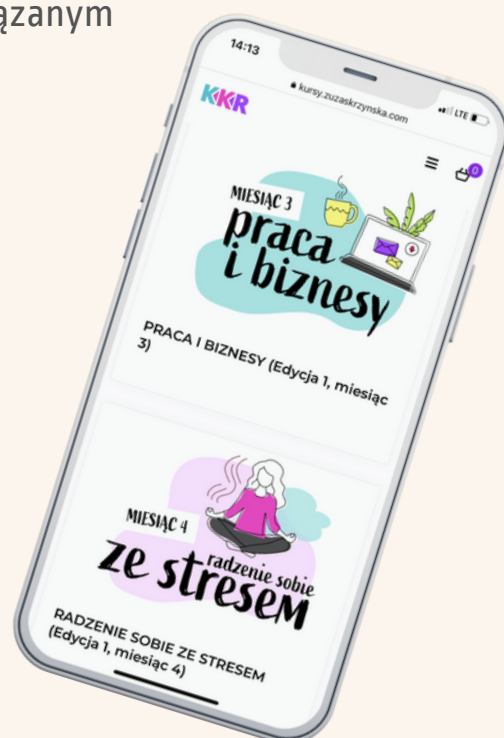 ązanym
14:13
kursy.zuzaskrzynska.com
LTE
KKR
0
MIESIĄC 3
praca
i biznesy
PRACA I BIZNESY (Edycja 1, miesiąc
3)
MIESIĄC 4
radzenie sobie
ze stresem
RADZENIE SOBIE ZE STRESEM
(Edycja 1, miesiąc 4)